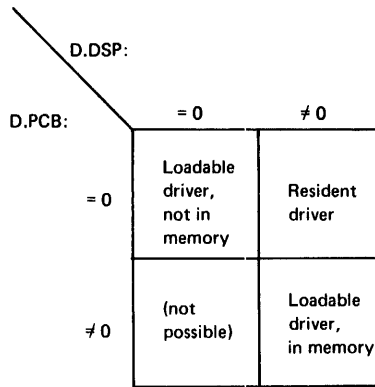 D.DSP:
D.PCB:
= 0
≠ 0
= 0
Loadable
driver,
not in
memory
Resident
driver
≠ 0
(not
possible)
Loadable
driver,
in memory